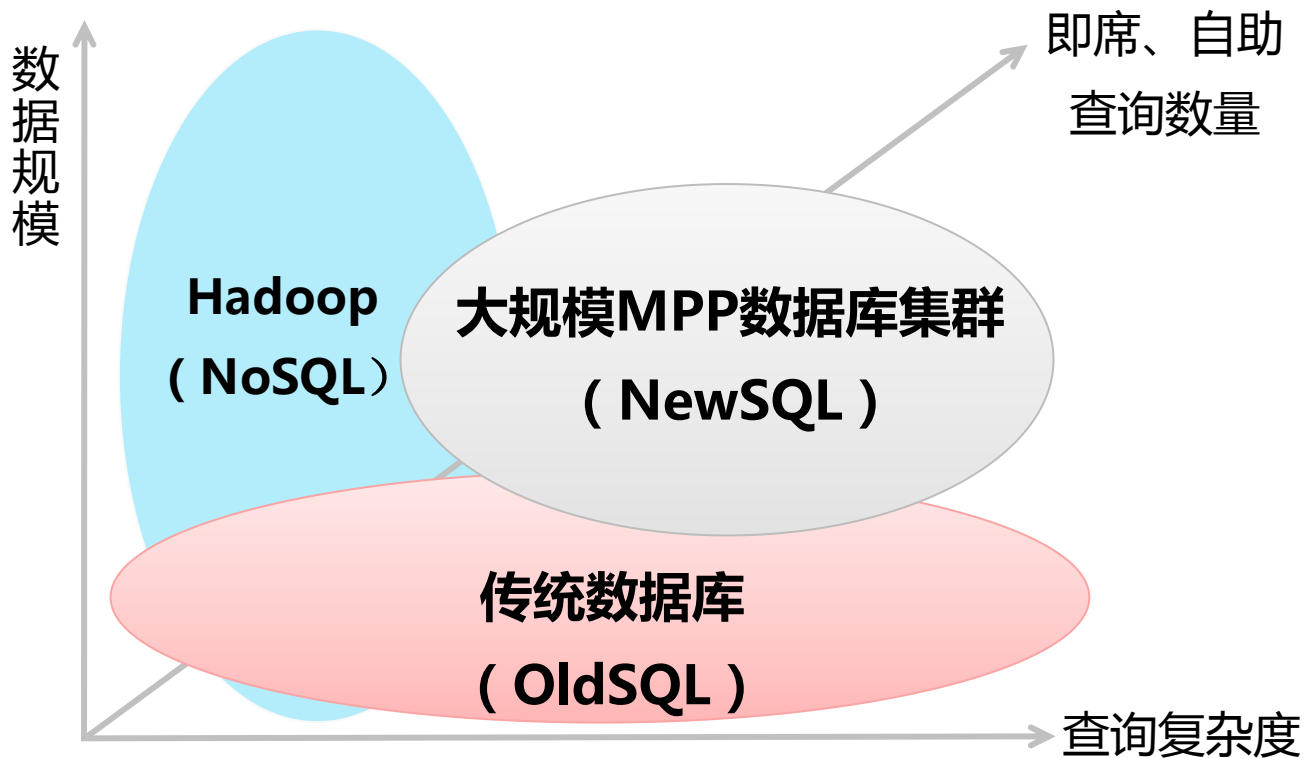 数据规模
即席、自助
查询数量
Hadoop
（NoSQL）
大规模MPP数据库集群
（NewSQL）
传统数据库
（OldSQL）
查询复杂度